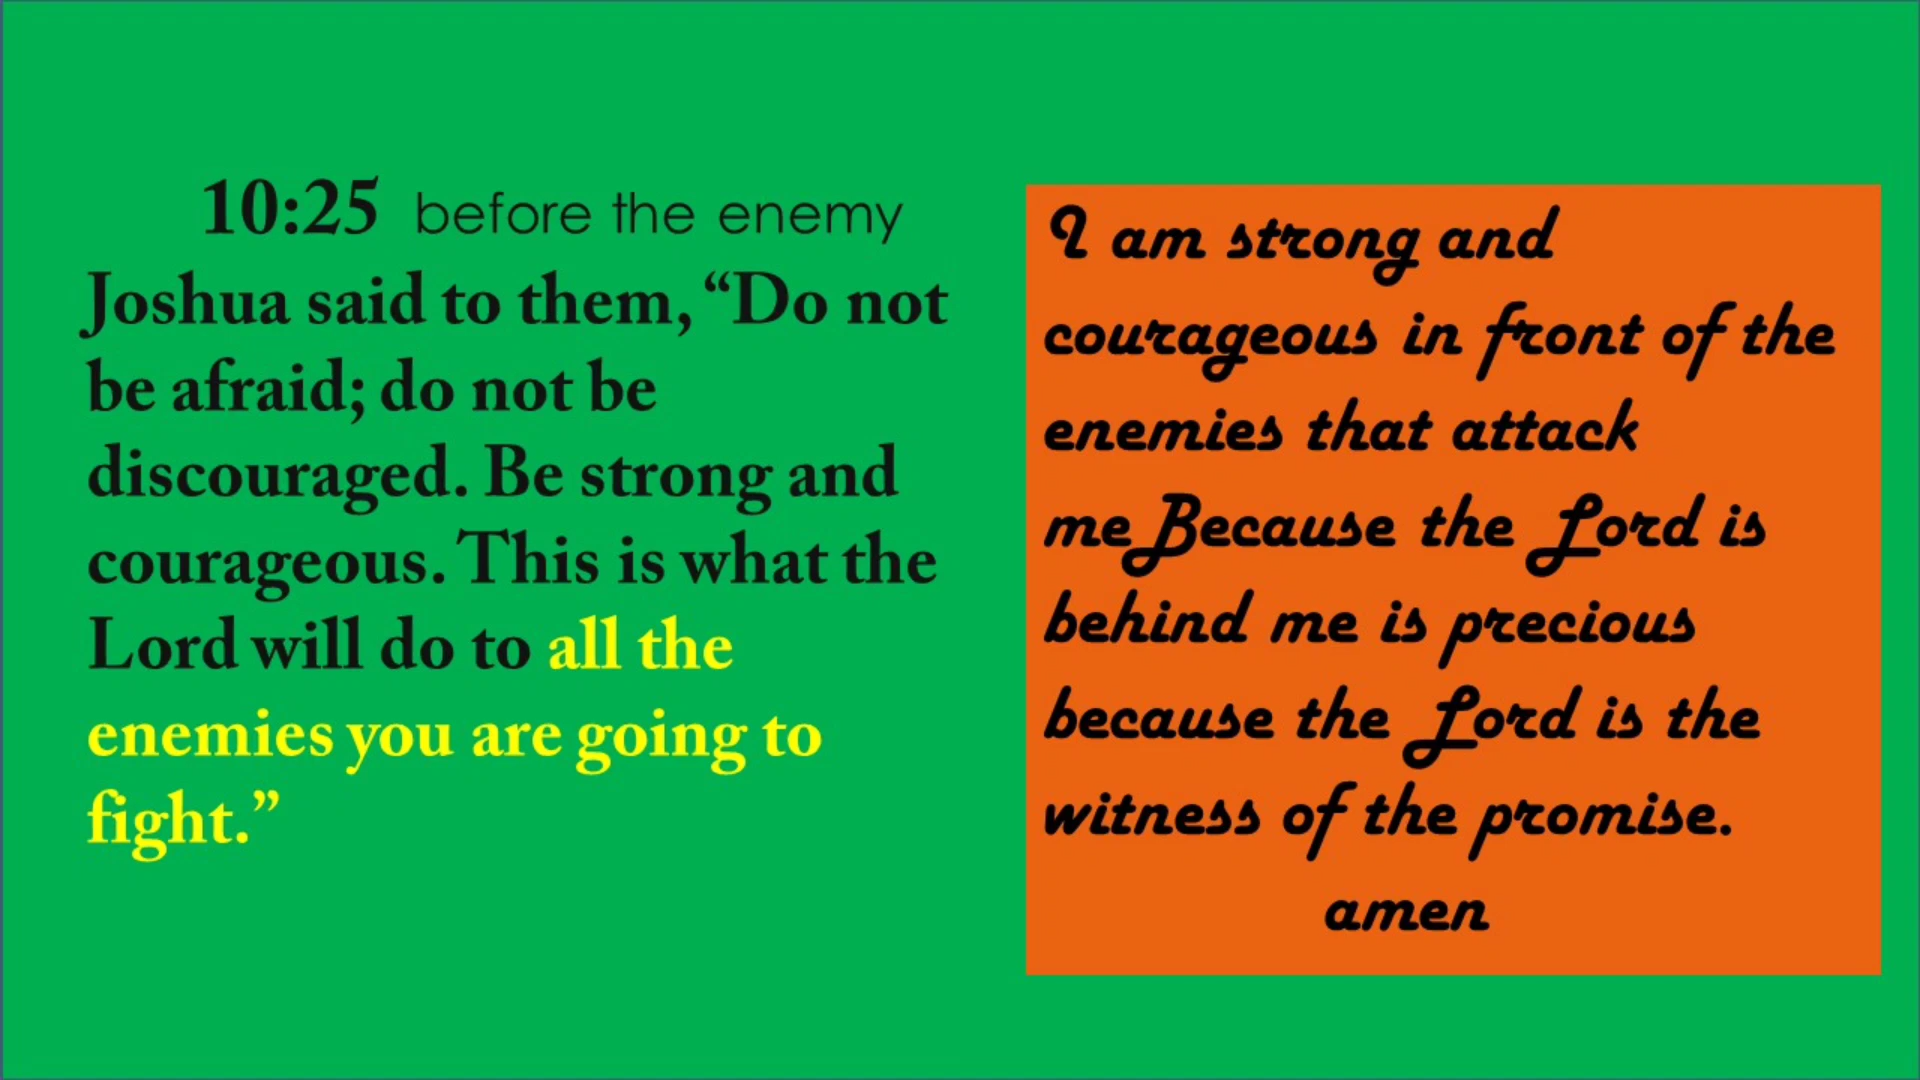 10:25 before the enemy
Joshua said to them, “Do not
be afraid; do not be
discouraged. Be strong and
courageous. This is what the
Lord will do to all the
enemies you are going to
fight.”
I am strong and
courageous in front of the
enemies that attack
meBecause the Lord is
behind me is precious
because the Lord is the
witness of the promise.
amen